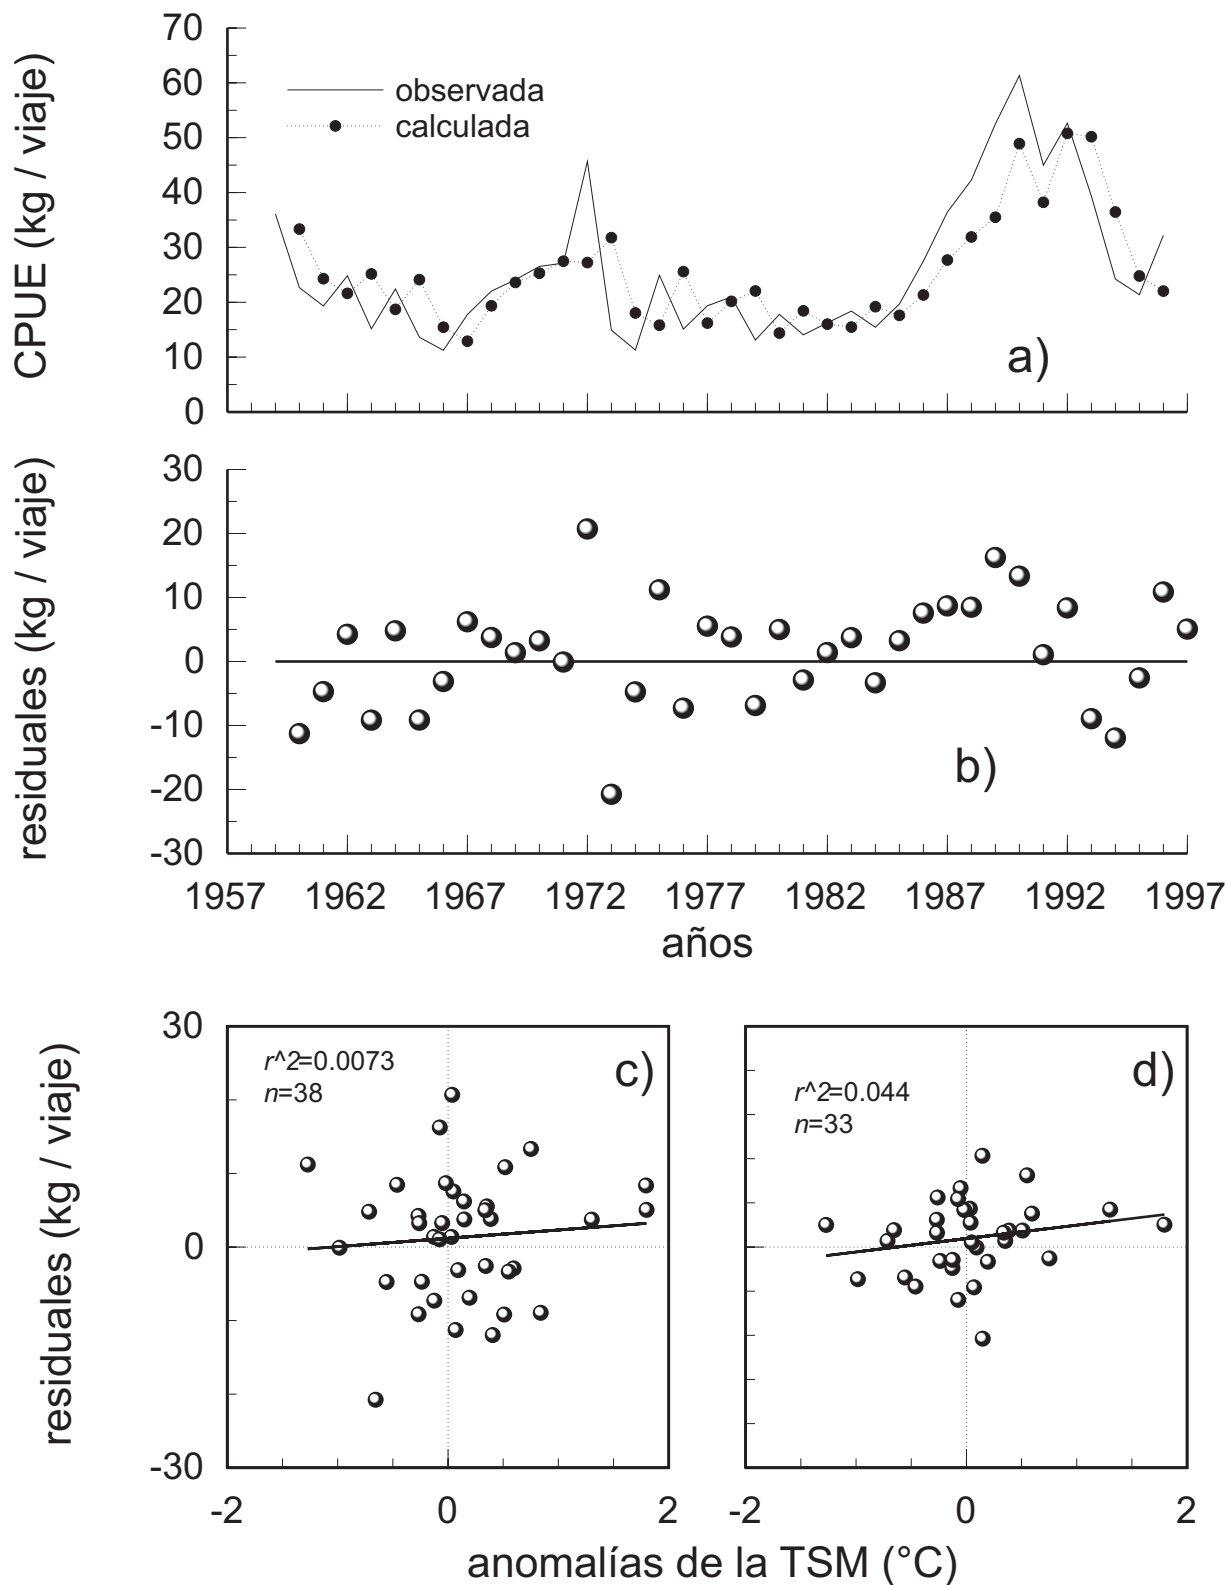 70
60
50
40
30
20
10
0
CPUE (kg / viaje)
observada
calculada
a)
30
20
10
0
-10
-20
-30
residuales (kg / viaje)
b)
1957 1962 1967 1972 1977 1982 1987 1992 1997
años
30
0
-30
residuales (kg / viaje)
r^2=0.0073
n=38
c)
r^2=0.044
n=33
d)
-2 0 2 -2 0 2
anomalías de la TSM (°C)